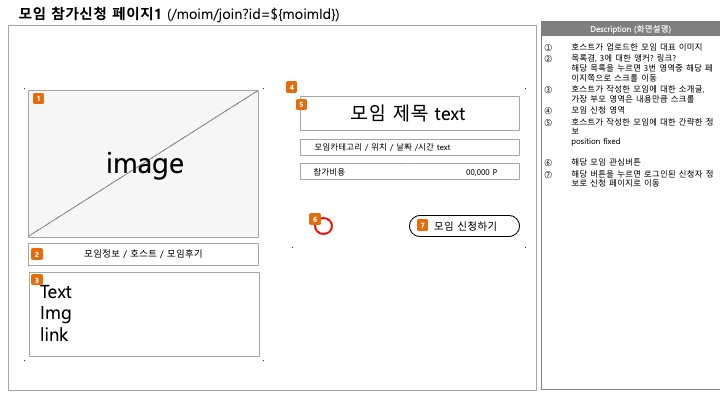 모임 참가신청 페이지1 (/moim/join?id=${moimId})
1
image
2
모임정보 / 호스트 / 모임후기
3
Text
Img
link
4
5
모임 제목 text
모임카테고리 / 위치 / 날짜 /시간 text
참가비용 00,000 P
6
7 모임 신청하기
Description (화면설명)
① 호스트가 업로드한 모임 대표 이미지
② 목록겸, 3에 대한 앵커? 링크?
해당 목록을 누르면 3번 영역중 해당 페
이지쪽으로 스크롤 이동
③ 호스트가 작성한 모임에 대한 소개글,
가장 부모 영역은 내용만큼 스크롤
④ 모임 신청 영역
⑤ 호스트가 작성한 모임에 대한 간략한 정
보
position fixed
⑥ 해당 모임 관심버튼
⑦ 해당 버튼을 누르면 로그인된 신청자 정
보로 신청 페이지로 이동